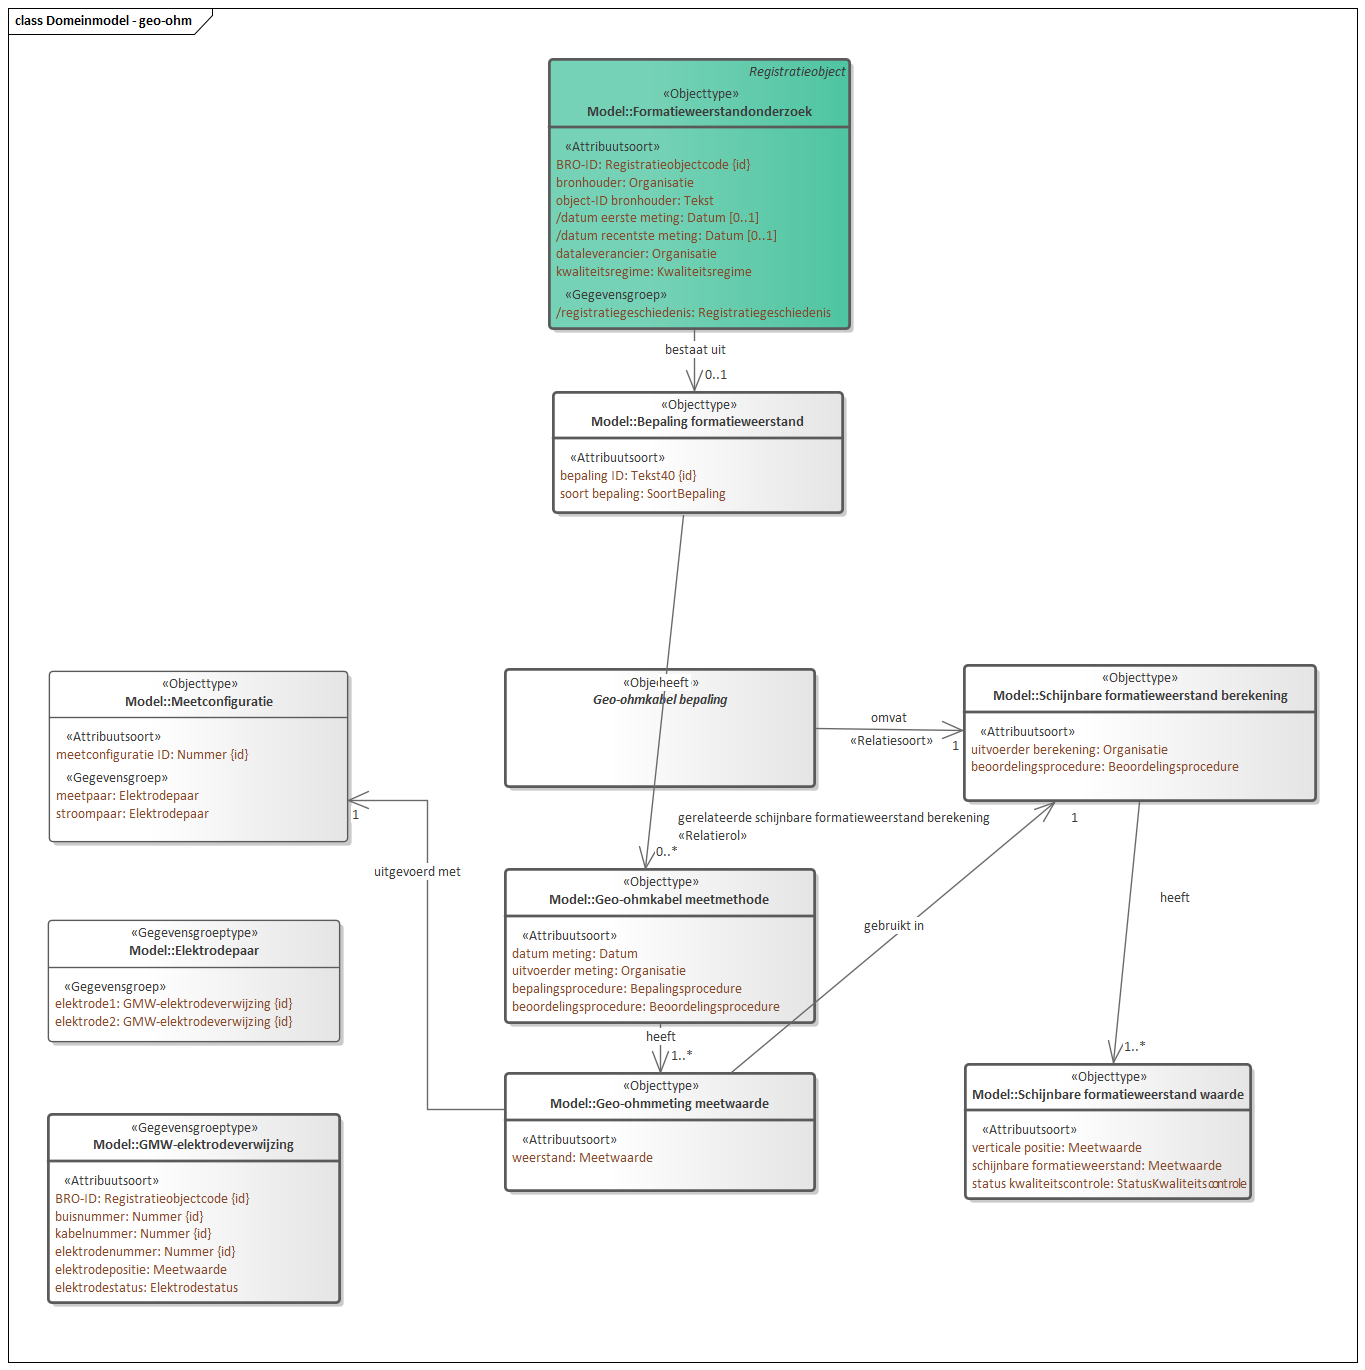 class Domeinmodel - geo-ohm
Registratieobject
«Objecttype»
Model::Formatieweerstandonderzoek
«Attribuutsoort»
BRO-ID: Registratieobjectcode {id}
bronhouder: Organisatie
object-ID bronhouder: Tekst
/datum eerste meting: Datum [0..1]
/datum recentste meting: Datum [0..1]
dataleverancier: Organisatie
kwaliteitsregime: Kwaliteitsregime
«Gegevensgroep»
/registratiegeschiedenis: Registratiegeschiedenis
bestaat uit
0..1
«Objecttype»
Model::Bepaling formatieweerstand
«Attribuutsoort»
bepaling ID: Tekst40 {id}
soort bepaling: SoortBepaling
«Objecttype»
Model::Meetconfiguratie
«Attribuutsoort»
meetconfiguratie ID: Nummer {id}
«Gegevensgroep»
meetpaar: Elektrodepaar
stroompaar: Elektrodepaar
1
uitgevoerd met
heeft
Geo-ohmkabel bepaling
omvat
«Relatiesoort»
1
«Objecttype»
Model::Schijnbare formatieweerstand berekening
«Attribuutsoort»
uitvoerder berekening: Organisatie
beoordelingsprocedure: Beoordelingsprocedure
gerelateerde schijnbare formatieweerstand berekening
«Relatierol»
1
0..*
«Objecttype»
Model::Geo-ohmkabel meetmethode
«Attribuutsoort»
datum meting: Datum
uitvoerder meting: Organisatie
bepalingsprocedure: Bepalingsprocedure
beoordelingsprocedure: Beoordelingsprocedure
gebruikt in
heeft
«Gegevensgroeptype»
Model::Elektrodepaar
«Gegevensgroep»
elektrode1: GMW-elektrodeverwijzing {id}
elektrode2: GMW-elektrodeverwijzing {id}
heeft
1..*
1..*
«Objecttype»
Model::Geo-ohmmeting meetwaarde
«Attribuutsoort»
weerstand: Meetwaarde
«Objecttype»
Model::Schijnbare formatieweerstand waarde
«Attribuutsoort»
verticale positie: Meetwaarde
schijnbare formatieweerstand: Meetwaarde
status kwaliteitscontrole: StatusKwaliteitscontrole
«Gegevensgroeptype»
Model::GMW-elektrodeverwijzing
«Attribuutsoort»
BRO-ID: Registratieobjectcode {id}
buisnummer: Nummer {id}
kabelnummer: Nummer {id}
elektrodenummer: Nummer {id}
elektrodepositie: Meetwaarde
elektrodestatus: Elektrodestatus